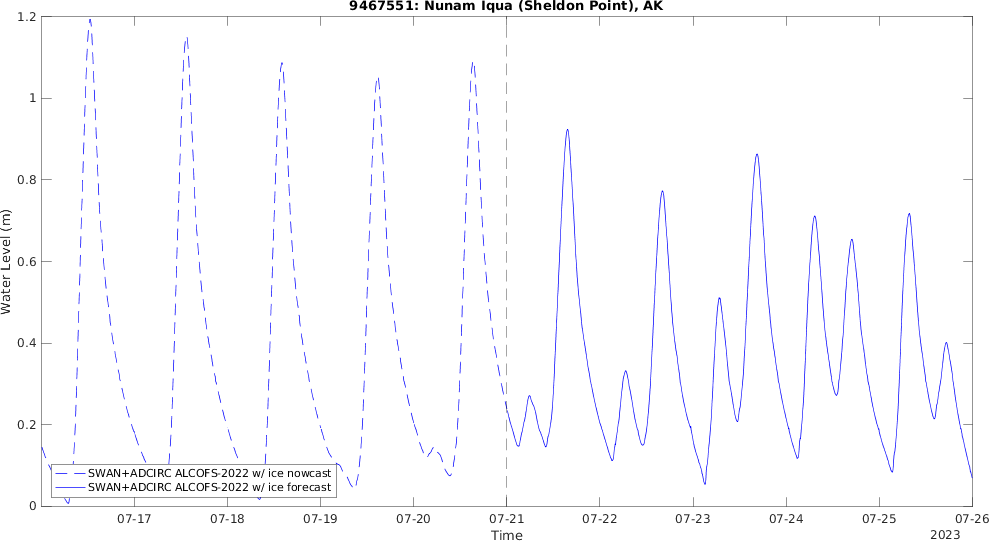 9467551: Nunam Iqua (Sheldon Point), AK
Water Level (m)
1.2
1
0.8
0.6
0.4
0.2
0
SWAN+ADCIRC ALCOFS-2022 w/ ice nowcast
SWAN+ADCIRC ALCOFS-2022 w/ ice forecast
07-17 07-18 07-19 07-20 07-21 07-22 07-23 07-24 07-25 07-26
Time
2023